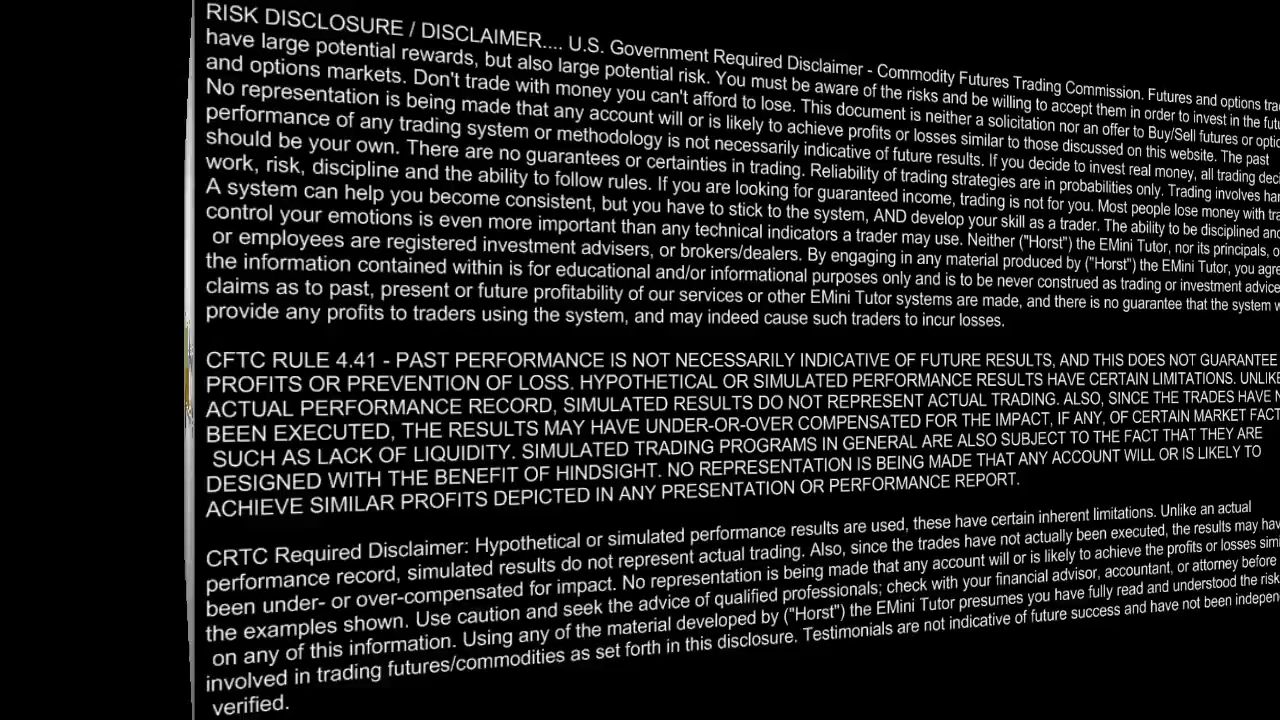 RISK DISCLOSURE / DISCLAIMER.... U.S. Government Required Disclaimer - Commodity Futures Trading Commission. Futures and options
have large potential rewards, but also large potential risk. You must be aware of the risks and be willing to accept them in order to invest in the
and options markets. Don't trade with money you can't afford to lose. This document is neither a solicitation nor an offer to Buy/Sell futures or
No representation is being made that any account will or is likely to achieve profits or losses similar to those discussed on this website. The past
performance of any trading system or methodology is not necessarily indicative of future results. If you decide to invest real money, all trading
should be your own. There are no guarantees or certainties in trading. Reliability of trading strategies are in probabilities only. Trading involves
work, risk, discipline and the ability to follow rules. If you are looking for guaranteed income, trading is not for you. Most people lose money with
A system can help you become consistent, but you have to stick to the system, AND develop your skill as a trader. The ability to be disciplined and
control your emotions is even more important than any technical indicators a trader may use. Neither ("Horst") the EMini Tutor, nor its principals,
or employees are registered investment advisers, or brokers/dealers. By engaging in any material produced by ("Horst") the EMini Tutor, you
the information contained within is for educational and/or informational purposes only and is to be never construed as trading or investment advice
claims as to past, present or future profitability of our services or other EMini Tutor systems are made, and there is no guarantee that the system
provide any profits to traders using the system, and may indeed cause such traders to incur losses.
CFTC RULE 4.41 - PAST PERFORMANCE IS NOT NECESSARILY INDICATIVE OF FUTURE RESULTS, AND THIS DOES NOT GUARANTEE
PROFITS OR PREVENTION OF LOSS. HYPOTHETICAL OR SIMULATED PERFORMANCE RESULTS HAVE CERTAIN LIMITATIONS. UNLIKE
ACTUAL PERFORMANCE RECORD, SIMULATED RESULTS DO NOT REPRESENT ACTUAL TRADING. ALSO, SINCE THE TRADES HAVE
BEEN EXECUTED, THE RESULTS MAY HAVE UNDER-OR-OVER COMPENSATED FOR THE IMPACT, IF ANY, OF CERTAIN MARKET
SUCH AS LACK OF LIQUIDITY. SIMULATED TRADING PROGRAMS IN GENERAL ARE ALSO SUBJECT TO THE FACT THAT THEY ARE
DESIGNED WITH THE BENEFIT OF HINDSIGHT. NO REPRESENTATION IS BEING MADE THAT ANY ACCOUNT WILL OR IS LIKELY TO
ACHIEVE SIMILAR PROFITS DEPICTED IN ANY PRESENTATION OR PERFORMANCE REPORT.
CRTC Required Disclaimer: Hypothetical or simulated performance results are used, these have certain inherent limitations. Unlike an actual
performance record, simulated results do not represent actual trading. Also, since the trades have not actually been executed, the results may
been under- or over-compensated for impact. No representation is being made that any account will or is likely to achieve the profits or losses
the examples shown. Use caution and seek the advice of qualified professionals; check with your financial advisor, accountant, or attorney before
on any of this information. Using any of the material developed by ("Horst") the EMini Tutor presumes you have fully read and understood the
involved in trading futures/commodities as set forth in this disclosure. Testimonials are not indicative of future success and have not been
verified.